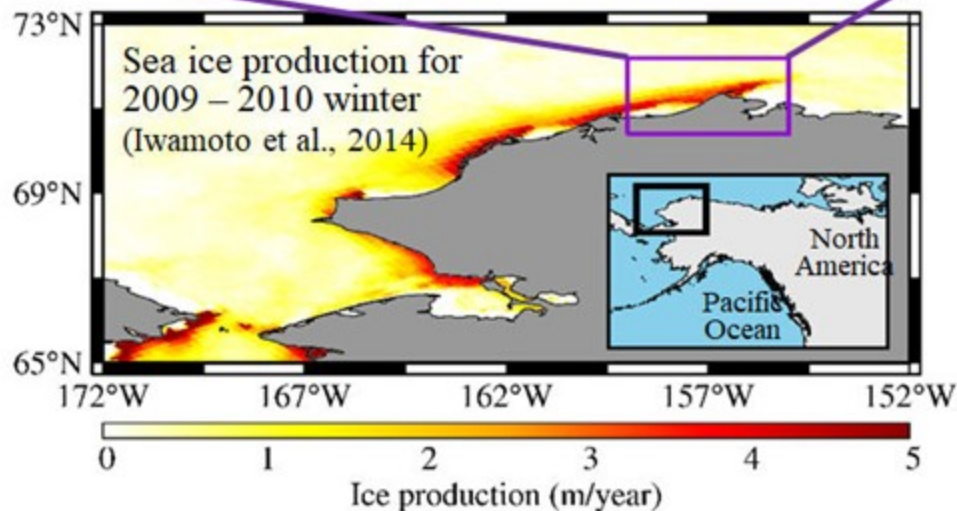 73°N
Sea ice production for
2009 – 2010 winter
(Iwamoto et al., 2014)
69°N
North
America
Pacific
Ocean
65°N
172°W 167°W 162°W 157°W 152°W
0 1 2 3 4 5
Ice production (m/year)